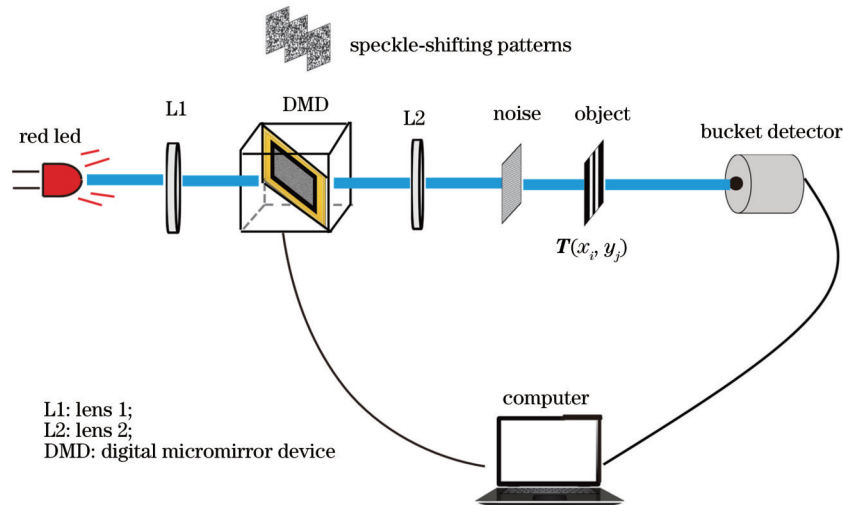 speckle-shifting patterns
L1
DMD
L2
noise
object
red led
bucket detector
T(x_i, y_j)
computer
L1: lens 1;
L2: lens 2;
DMD: digital micromirror device